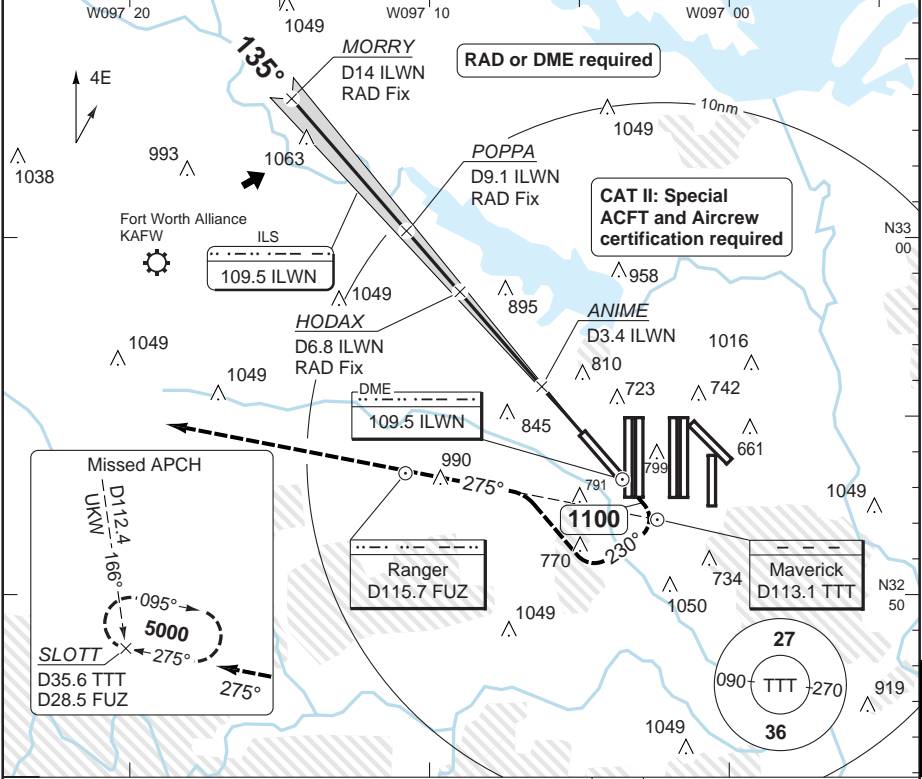 W097 20
W097 10
W097 00
1049
135°
MORRY
D14 ILWN
RAD Fix
RAD or DME required
4E
10nm
1049
1063
993
1038
POPPA
D9.1 ILWN
RAD Fix
CAT II: Special
ACFT and Aircrew
certification required
Fort Worth Alliance
KAFW
ILS
109.5 ILWN
N33
00
958
1049
895
HODAX
D6.8 ILWN
RAD Fix
ANIME
D3.4 ILWN
1049
1049
810
1016
723
742
DME
109.5 ILWN
845
661
799
Missed APCH
990
275°
791
1049
D112.4
UKW
166°
1100
230°
770
Ranger
D115.7 FUZ
734
Maverick
D113.1 TTT
N32
50
1050
095°
5000
275°
SLOTT
D35.6 TTT
D28.5 FUZ
275°
1049
27
090
TTT
270
36
919
1049